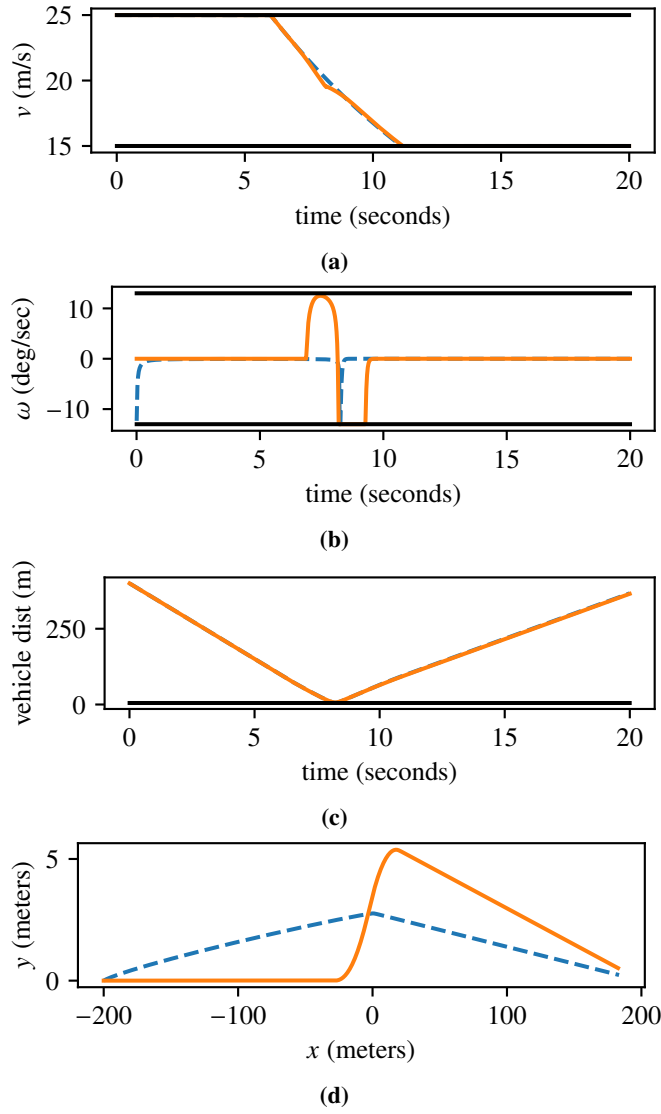 25
20
15
v (m/s)
0 5 10 15 20
time (seconds)
(a)
10
0
−10
ω (deg/sec)
0 5 10 15 20
time (seconds)
(b)
250
0
vehicle dist (m)
0 5 10 15 20
time (seconds)
(c)
5
0
y (meters)
−200 −100 0 100 200
x (meters)
(d)